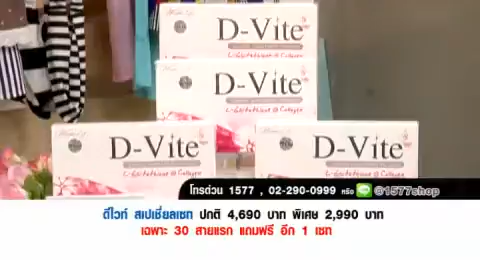 D-Vite
L-Glutathione & Collagen
D-Vite
L-Glutathione & Collagen
D-Vite
L-Glutathione & Collagen
D-Vite
L-Glutathione & Collagen
โทรด่วน 1577 , 02-290-0999 หรือ @1577shop
ดีไวท์ สเปเชี่ยลเซท ปกติ 4,690 บาท พิเศษ 2,990 บาท
เฉพาะ 30 สายแรก แถมฟรี อีก 1 เซท